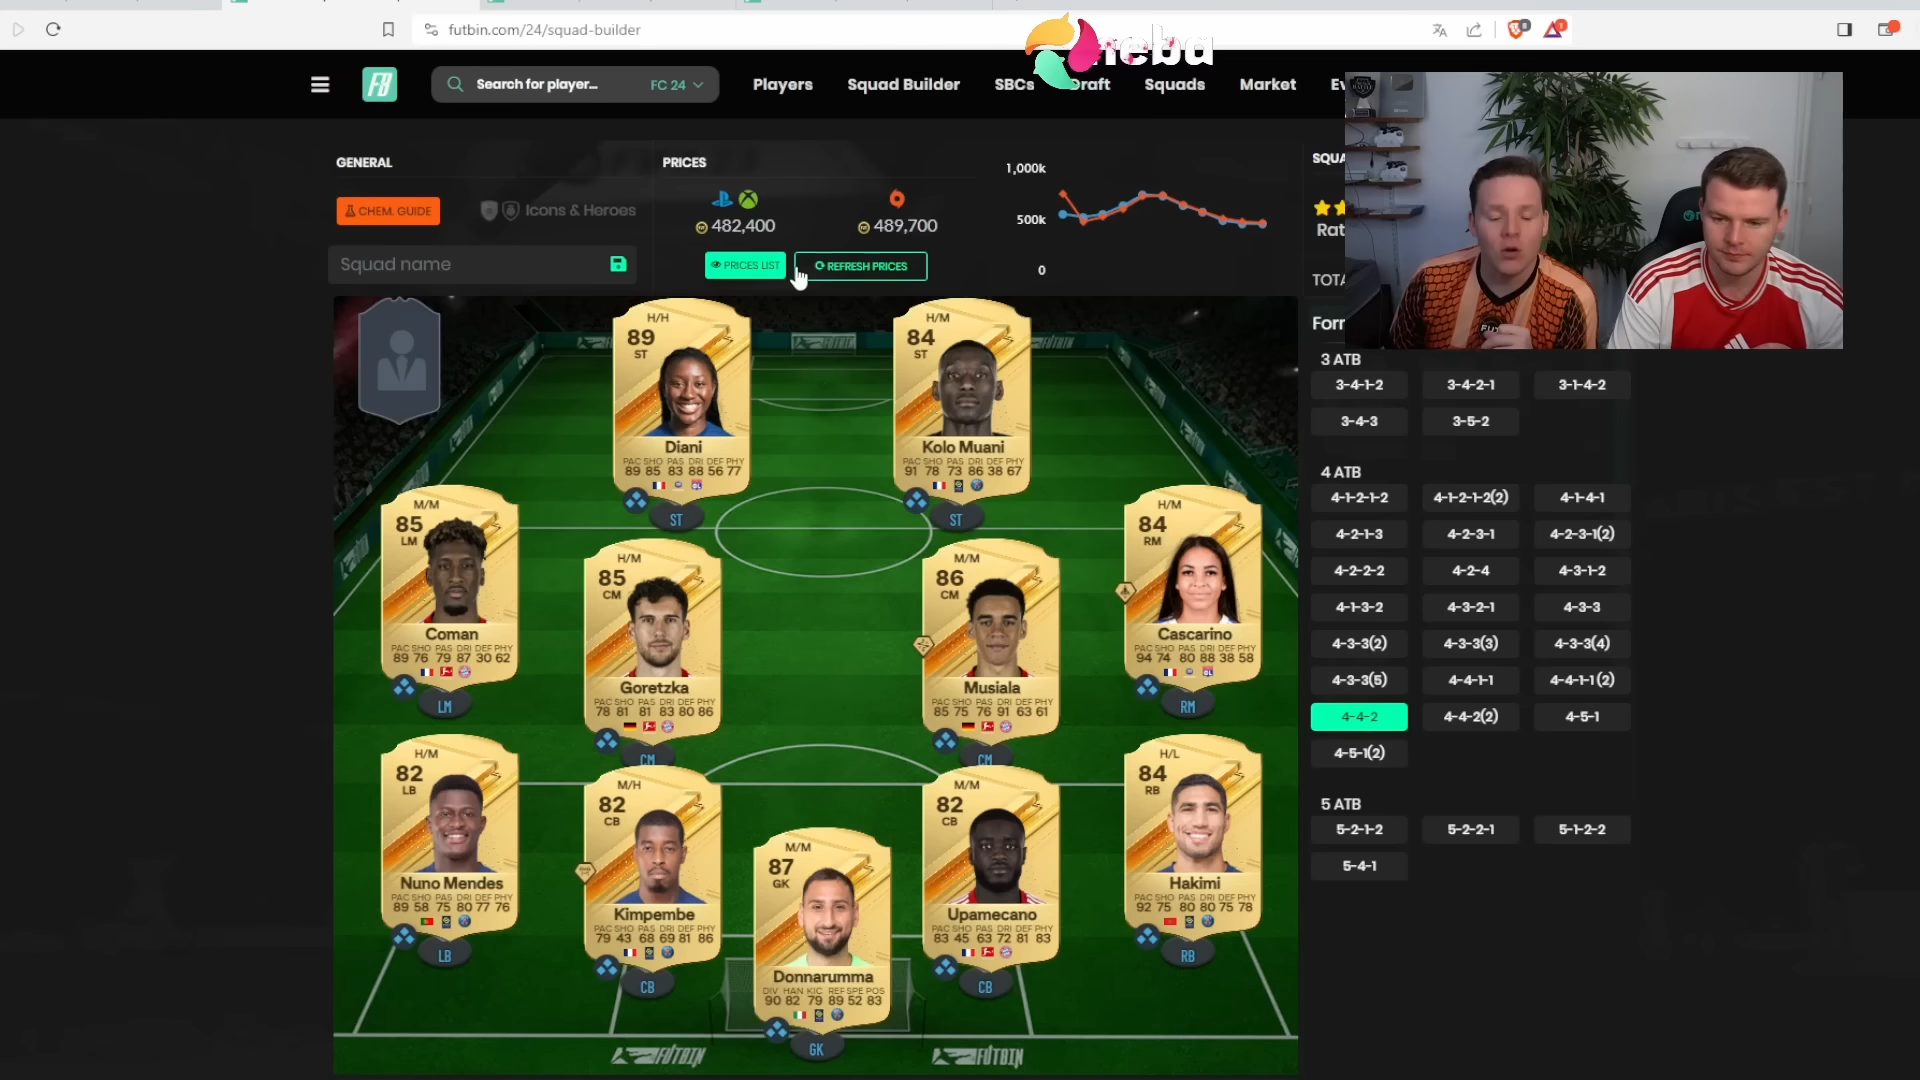 futbin.com/24/squad-builder
8
1
neba
FB
Search for player...
FC 24
Players
Squad Builder
SBCs
Draft
Squads
Market
Ev
GENERAL
CHEM. GUIDE
Icons & Heroes
Squad name
PRICES
482,400
489,700
PRICES LIST
REFRESH PRICES
1,000k
500k
0
SQUA
Rat
TOTA
Forr
3 ATB
3-4-1-2
3-4-2-1
3-1-4-2
3-4-3
3-5-2
4 ATB
4-1-2-1-2
4-1-2-1-2(2)
4-1-4-1
4-2-1-3
4-2-3-1
4-2-3-1(2)
4-2-2-2
4-2-4
4-3-1-2
4-1-3-2
4-3-2-1
4-3-3
4-3-3(2)
4-3-3(3)
4-3-3(4)
4-3-3(5)
4-4-1-1
4-4-1-1 (2)
4-4-2
4-4-2(2)
4-5-1
4-5-1(2)
5 ATB
5-2-1-2
5-2-2-1
5-1-2-2
5-4-1
H/H
89
ST
Diani
PAC SHO PAS DRI DEF PHY
89 85 83 88 56 77
ST
H/M
84
ST
Kolo Muani
PAC SHO PAS DRI DEF PHY
91 78 73 86 38 67
ST
M/M
85
LM
Coman
PAC SHO PAS DRI DEF PHY
89 76 79 87 30 62
LM
H/M
85
CM
Goretzka
PAC SHO PAS DRI DEF PHY
78 81 81 83 80 86
CM
M/M
86
CM
Musiala
PAC SHO PAS DRI DEF PHY
85 75 76 91 63 61
CM
H/M
84
RM
Cascarino
PAC SHO PAS DRI DEF PHY
94 74 80 88 38 58
RM
H/M
82
LB
Nuno Mendes
PAC SHO PAS DRI DEF PHY
89 58 75 80 77 76
LB
M/H
82
CB
Kimpembe
PAC SHO PAS DRI DEF PHY
79 43 68 69 81 86
CB
M/M
87
GK
Donnarumma
DIV HAN KIC REF SPE POS
90 82 79 89 52 83
GK
M/M
82
CB
Upamecano
PAC SHO PAS DRI DEF PHY
83 45 63 72 81 83
CB
H/L
84
RB
Hakimi
PAC SHO PAS DRI DEF PHY
92 75 80 80 75 78
RB
FUTBIN
FUTBIN